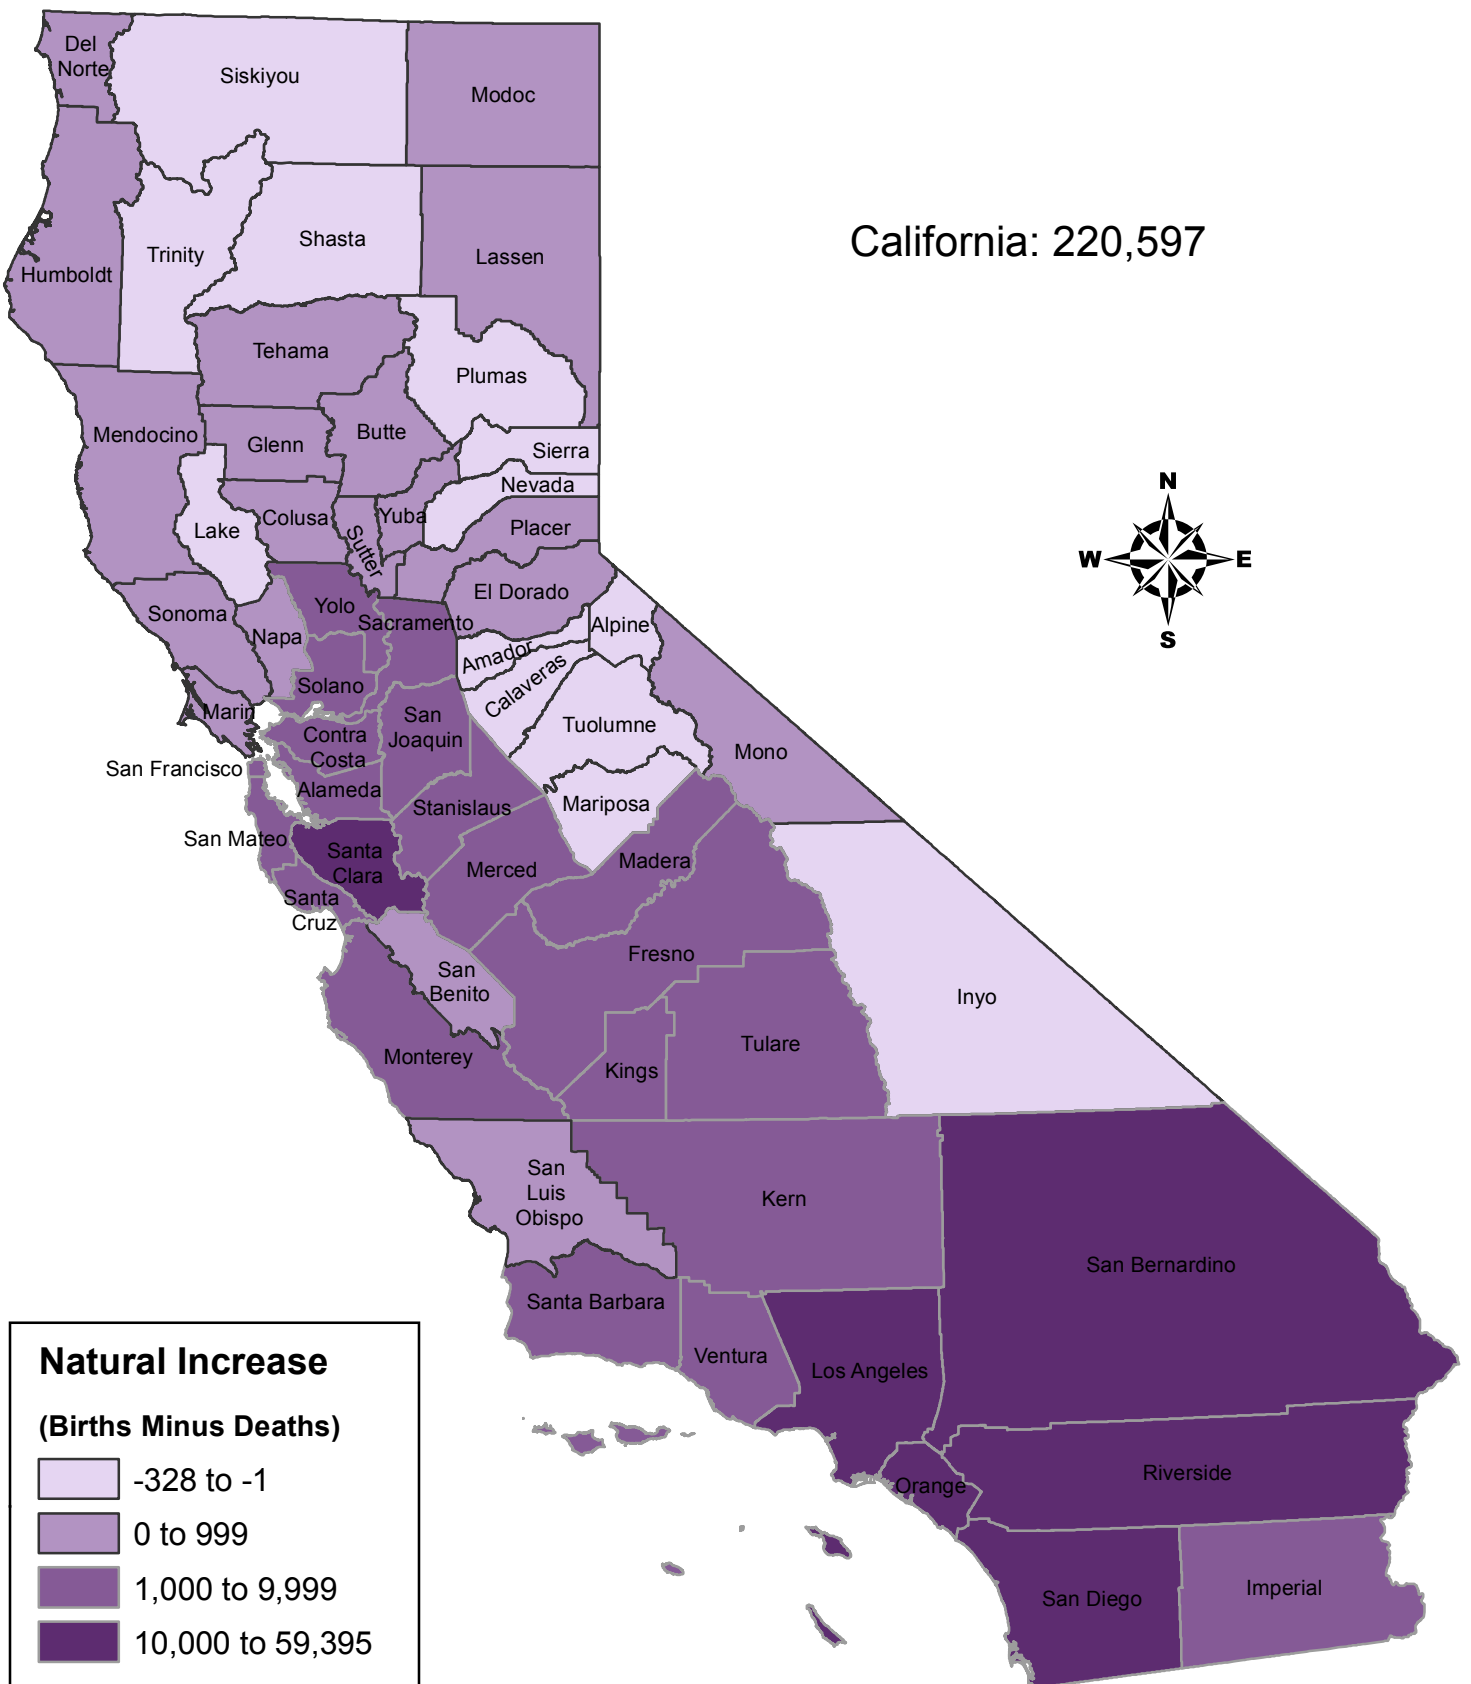 Del
Norte
Siskiyou
Modoc
Humboldt
Trinity
Shasta
Lassen
California: 220,597
Tehama
Plumas
Mendocino
Glenn
Butte
Sierra
Nevada
Lake
Colusa
Sutter
Yuba
Placer
N
W
E
S
Sonoma
Napa
Yolo
Sacramento
El Dorado
Alpine
Amador
Calaveras
Solano
Marin
Contra
Costa
San
Joaquin
Tuolumne
Mono
San Francisco
Alameda
Stanislaus
Mariposa
San Mateo
Santa
Clara
Merced
Madera
Santa
Cruz
Fresno
San
Benito
Inyo
Monterey
Kings
Tulare
San
Luis
Obispo
Kern
San Bernardino
Santa Barbara
Ventura
Los Angeles
Orange
Riverside
San Diego
Imperial
Natural Increase
(Births Minus Deaths)
-328 to -1
0 to 999
1,000 to 9,999
10,000 to 59,395